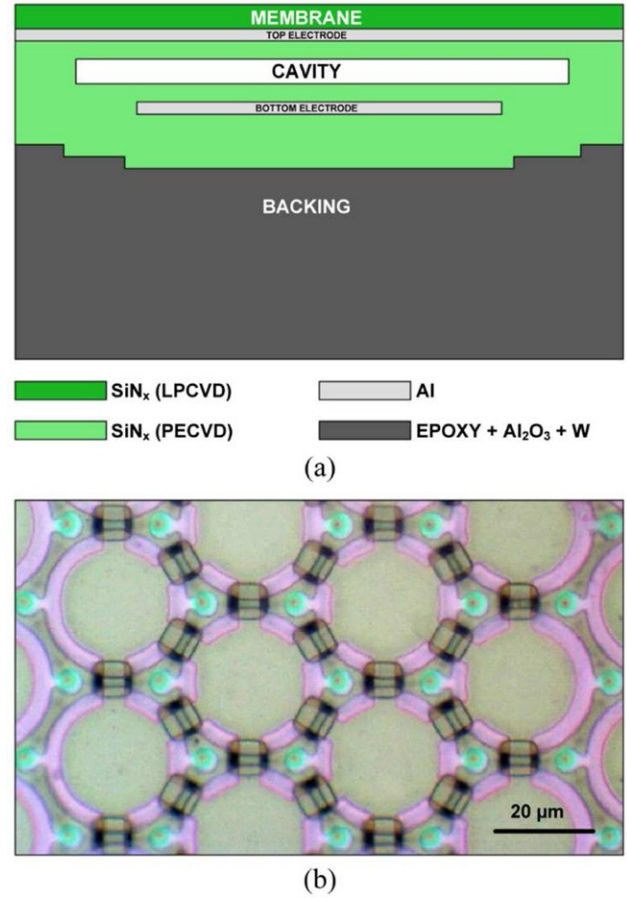 MEMBRANE
TOP ELECTRODE
CAVITY
BOTTOM ELECTRODE
BACKING
SiNₓ (LPCVD) Al
SiNₓ (PECVD) EPOXY + Al₂O₃ + W
(a)
20 µm
(b)